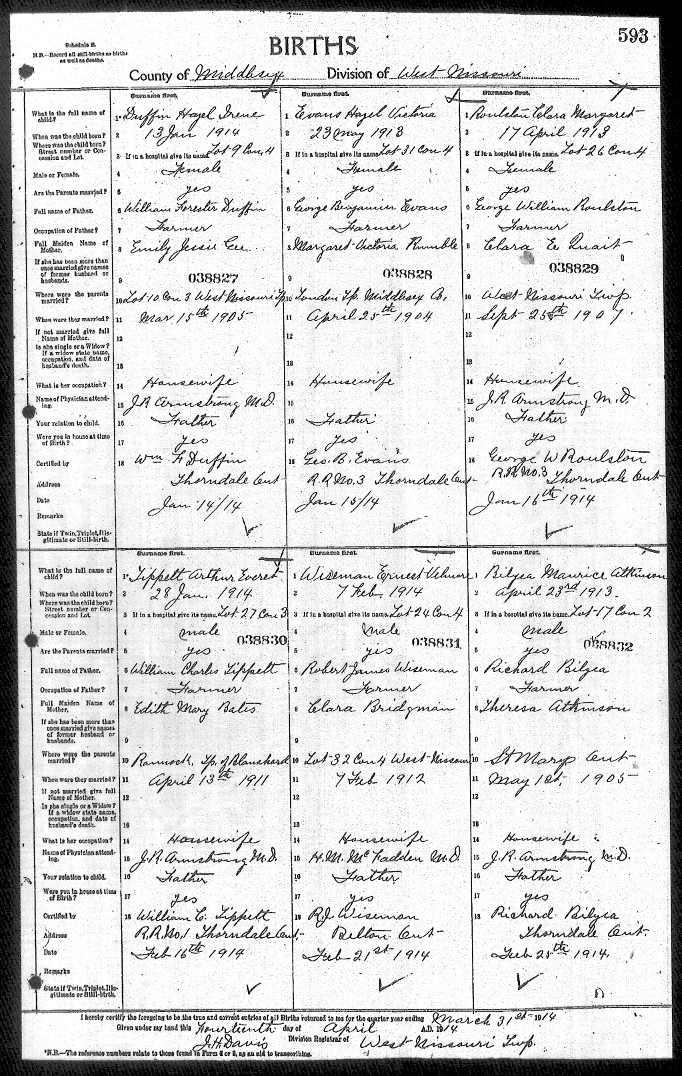 593
Schedule B.
N.B.—Record all still-births as births as well as deaths.
BIRTHS
County of Middlesex Division of West Nissouri
Surname first. Surname first. Surname first.
What is the full name of child? 1 Duffin Hazel Irene 1 Evans Hazel Victoria 1 Roulston Clara Margaret
When was the child born? 2 13 Jan 1914 2 23 May 1913 2 17 April 1913
Where was the child born? Street number or Concession and Lot. 3 If in a hospital give its name. Lot 9 Con. 4 3 If in a hospital give its name. Lot 31 Con 4 3 If in a hospital give its name. Lot 26 Con 4
Male or Female. 4 Female 4 Female 4 Female
Are the Parents married? 5 yes 5 yes 5 yes
Full name of Father. 6 William Forester Duffin 6 George Benjamin Evans 6 George William Roulston
Occupation of Father? 7 Farmer 7 Farmer 7 Farmer
Full Maiden Name of Mother. 8 Emily Jessie Gee 8 Margaret Victoria Rumble 8 Clara E. Quait
If she has been more than once married give names of former husband or husbands. 9 038827 9 038828 9 038829
Where were the parents married? 10 Lot 10 Con 3 West Nissouri Tp 10 London Tp. Middlesex Co. 10 West Nissouri Twp.
When were they married? 11 Mar 15th 1905 11 April 25th 1904 11 Sept 25th 1907
If not married give full Name of Mother. 12 12 12
Is she single or a Widow? If a widow state name, occupation, and date of husband's death. 13 13 13
What is her occupation? 14 Housewife 14 Housewife 14 Housewife
Name of Physician attending. 15 J.R. Armstrong M.D. 15 15 J.R. Armstrong M.D.
Your relation to child. 16 Father 16 Father 16 Father
Were you in house at time of Birth? 17 yes 17 yes 17 yes
Certified by 18 Wm F Duffin 18 Geo. B. Evans 18 George W Roulston
Address Thorndale Ont R.R. No. 3 Thorndale Ont R.R. No. 3 Thorndale Ont
Date Jan 14/14 Jan 15/14 Jan 16th 1914
Remarks
State if Twin, Triplet, Illegitimate or Still-birth.
Surname first. Surname first. Surname first.
What is the full name of child? 1 Tippett Arthur Everet 1 Wiseman Ernest Velmore 1 Bilyea Maurice Atkinson
When was the child born? 2 28 Jan. 1914 2 7 Feb 1914 2 April 23rd 1913.
Where was the child born? Street number or Concession and Lot. 3 If in a hospital give its name. Lot 27 Con 3 3 If in a hospital give its name. Lot 24 Con 4 3 If in a hospital give its name. Lot 17 Con 2
Male or Female. 4 male 038830 4 Male 038831 4 male 038832
Are the Parents married? 5 yes 5 yes 5 yes
Full name of Father. 6 William Charles Tippett 6 Robert James Wiseman 6 Richard Bilyea
Occupation of Father? 7 Farmer 7 Farmer 7 Farmer
Full Maiden Name of Mother. 8 Edith Mary Bates 8 Clara Bridgman 8 Theresa Atkinson
If she has been more than once married give names of former husband or husbands. 9 9 9
Where were the parents married? 10 Rannoch, Tp. of Blanshard 10 Lot 32 Con 4 West Nissouri 10 St Marys Ont
When were they married? 11 April 13th 1911 11 7 Feb 1912 11 May 1st 1905
If not married give full Name of Mother. 12 12 12
Is she single or a Widow? If a widow state name, occupation, and date of husband's death. 13 13 13
What is her occupation? 14 Housewife 14 Housewife 14 Housewife
Name of Physician attending. 15 J.R. Armstrong M.D. 15 H.M. McFadden M.D. 15 J.R. Armstrong M.D.
Your relation to child. 16 Father 16 Father 16 Father
Were you in house at time of Birth? 17 yes 17 yes 17 yes
Certified by 18 William C. Tippett 18 R.J. Wiseman 18 Richard Bilyea
Address R.R. No. 1 Thorndale Ont. Belton Ont Thorndale Ont.
Date Feb 16th 1914 Feb 21st 1914 Feb 25th 1914.
Remarks
State if Twin, Triplet, Illegitimate or Still-birth.
I hereby certify the foregoing to be the true and correct entries of all Births returned to me for the quarter year ending March 31st 1914
Given under my hand this Fourteenth day of April A.D. 1914
J.H. Davis Division Registrar of West Nissouri Twp.
*N.B.—The reference numbers relate to those found in Form 2 or 3, as an aid to transcribing.